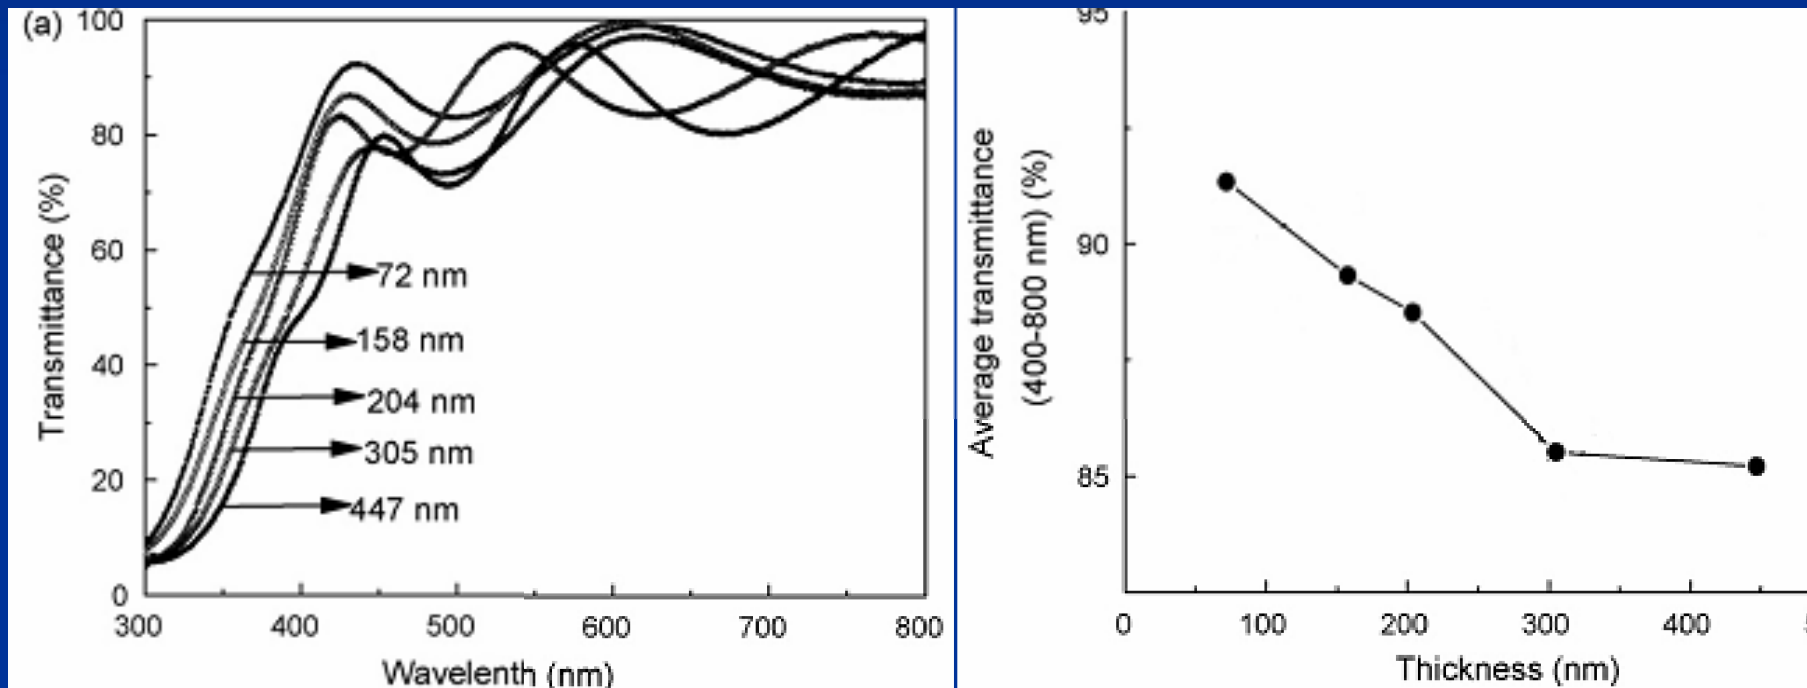 (a)
100
80
60
40
20
0
Transmittance (%)
72 nm
158 nm
204 nm
305 nm
447 nm
300 400 500 600 700 800
Wavelenth (nm)
95
90
85
Average transmittance
(400-800 nm) (%)
0 100 200 300 400
Thickness (nm)